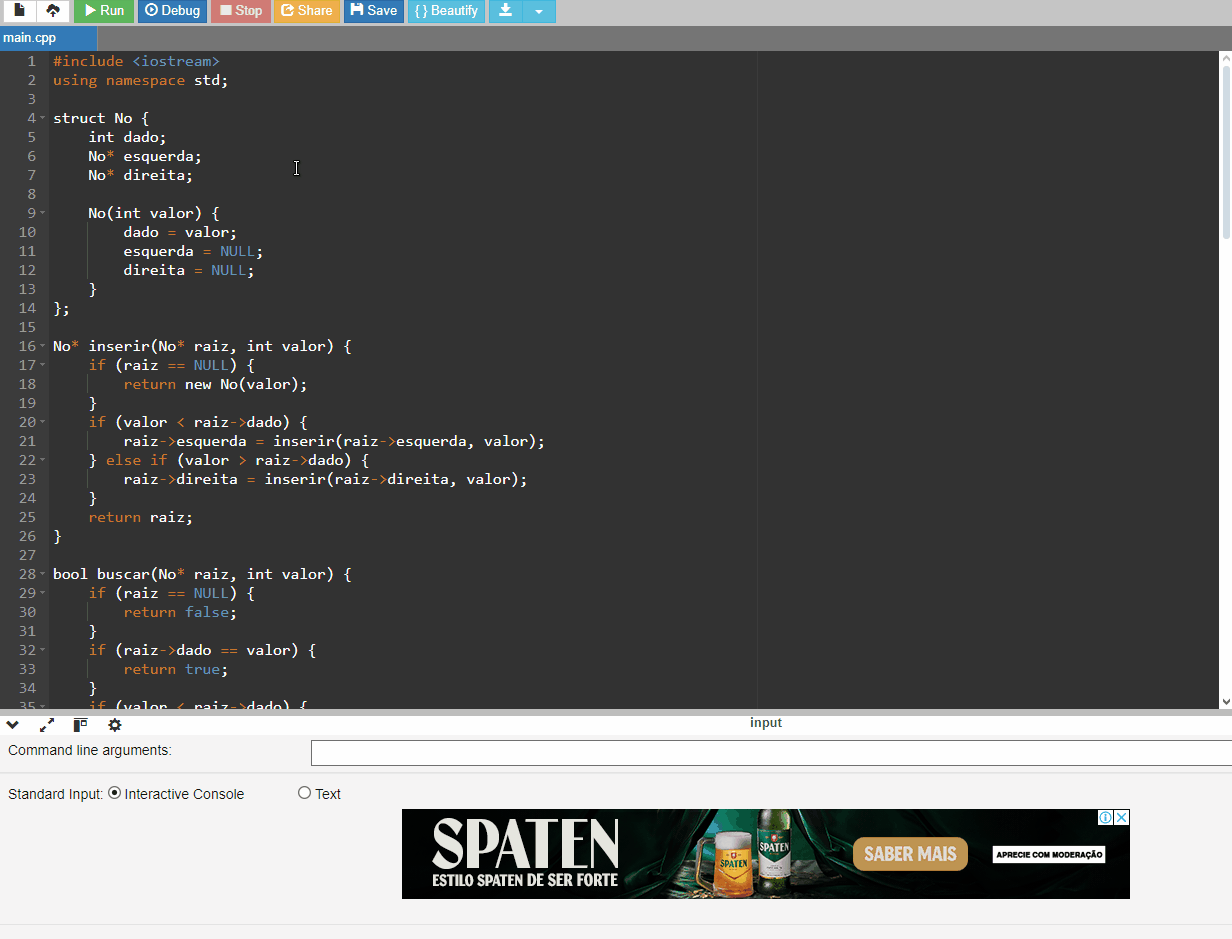 Run Debug Stop Share Save { } Beautify
main.cpp
1 #include <iostream>
2 using namespace std;
3
4 struct No {
5     int dado;
6     No* esquerda;
7     No* direita;
8
9     No(int valor) {
10         dado = valor;
11         esquerda = NULL;
12         direita = NULL;
13     }
14 };
15
16 No* inserir(No* raiz, int valor) {
17     if (raiz == NULL) {
18         return new No(valor);
19     }
20     if (valor < raiz->dado) {
21         raiz->esquerda = inserir(raiz->esquerda, valor);
22     } else if (valor > raiz->dado) {
23         raiz->direita = inserir(raiz->direita, valor);
24     }
25     return raiz;
26 }
27
28 bool buscar(No* raiz, int valor) {
29     if (raiz == NULL) {
30         return false;
31     }
32     if (raiz->dado == valor) {
33         return true;
34     }
35     if (valor < raiz->dado) {
input
Command line arguments:
Standard Input: Interactive Console Text
SPATEN
ESTILO SPATEN DE SER FORTE
SPATEN
SPATEN
SABER MAIS
APRECIE COM MODERAÇÃO